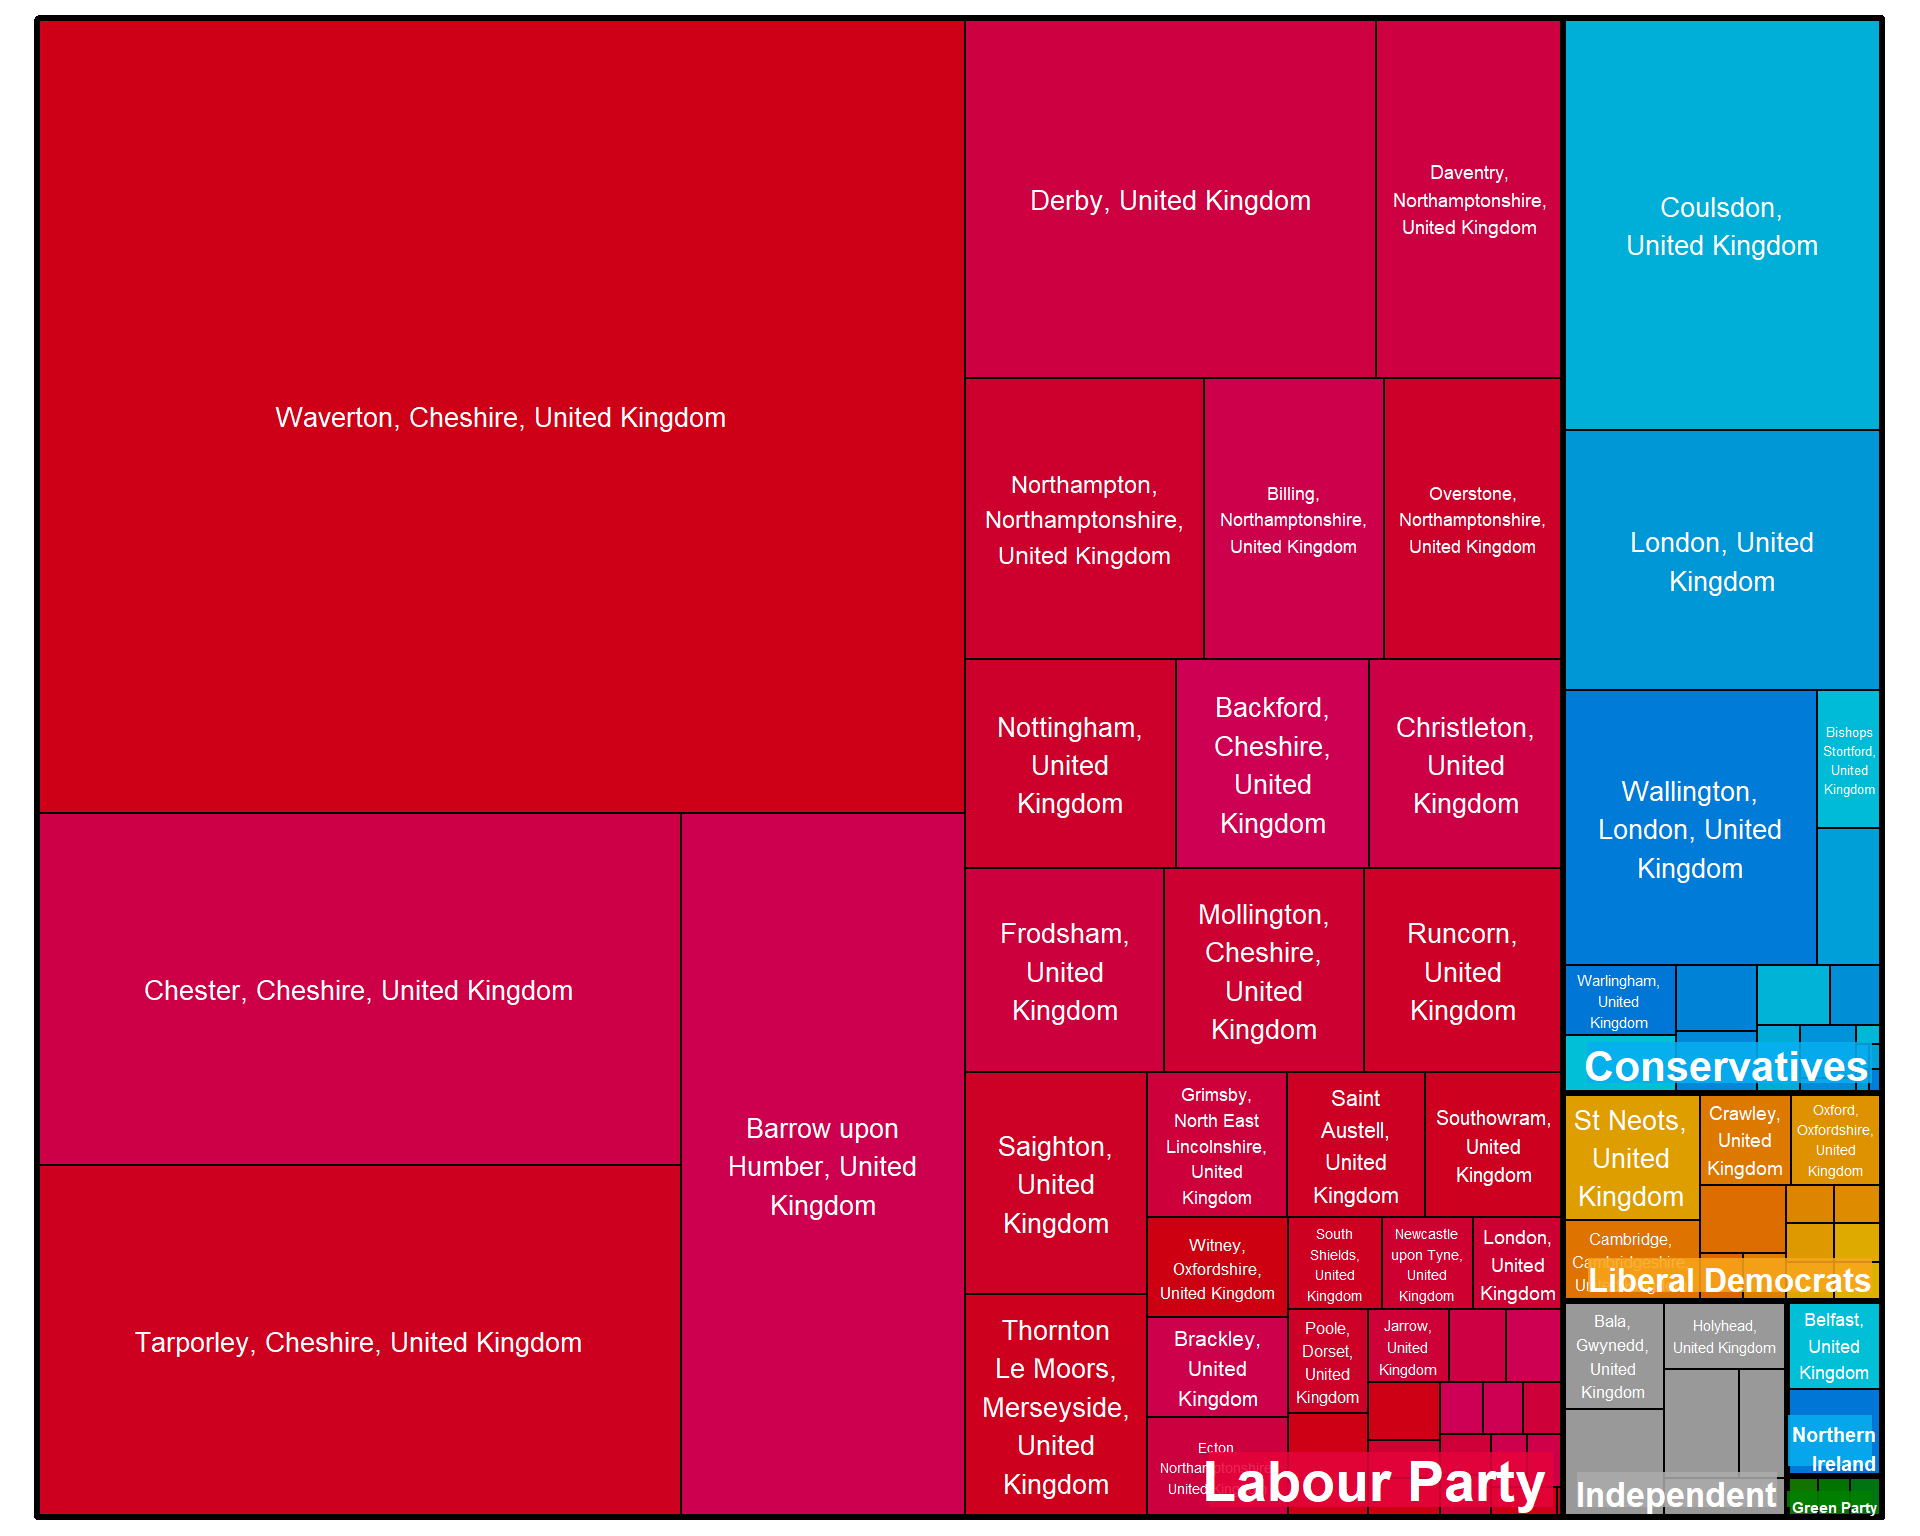 Waverton, Cheshire, United Kingdom
Chester, Cheshire, United Kingdom
Tarporley, Cheshire, United Kingdom
Barrow upon
Humber, United
Kingdom
Derby, United Kingdom
Daventry,
Northamptonshire,
United Kingdom
Northampton,
Northamptonshire,
United Kingdom
Billing,
Northamptonshire,
United Kingdom
Overstone,
Northamptonshire,
United Kingdom
Nottingham,
United
Kingdom
Backford,
Cheshire,
United
Kingdom
Christleton,
United
Kingdom
Frodsham,
United
Kingdom
Mollington,
Cheshire,
United
Kingdom
Runcorn,
United
Kingdom
Saighton,
United
Kingdom
Thornton
Le Moors,
Merseyside,
United
Kingdom
Grimsby,
North East
Lincolnshire,
United
Kingdom
Saint
Austell,
United
Kingdom
Southowram,
United
Kingdom
Witney,
Oxfordshire,
United Kingdom
South
Shields,
United
Kingdom
Newcastle
upon Tyne,
United
Kingdom
London,
United
Kingdom
Brackley,
United
Kingdom
Poole,
Dorset,
United
Kingdom
Jarrow,
United
Kingdom
Ecton
Northamptonshire
United
Labour Party
Coulsdon,
United Kingdom
London, United
Kingdom
Wallington,
London, United
Kingdom
Bishops
Stortford,
United
Kingdom
Warlingham,
United
Kingdom
Conservatives
St Neots,
United
Kingdom
Crawley,
United
Kingdom
Oxford,
Oxfordshire,
United
Kingdom
Cambridge,
Cambridgeshire
Liberal Democrats
Bala,
Gwynedd,
United
Kingdom
Holyhead,
United Kingdom
Independent
Belfast,
United
Kingdom
Northern
Ireland
Green Party